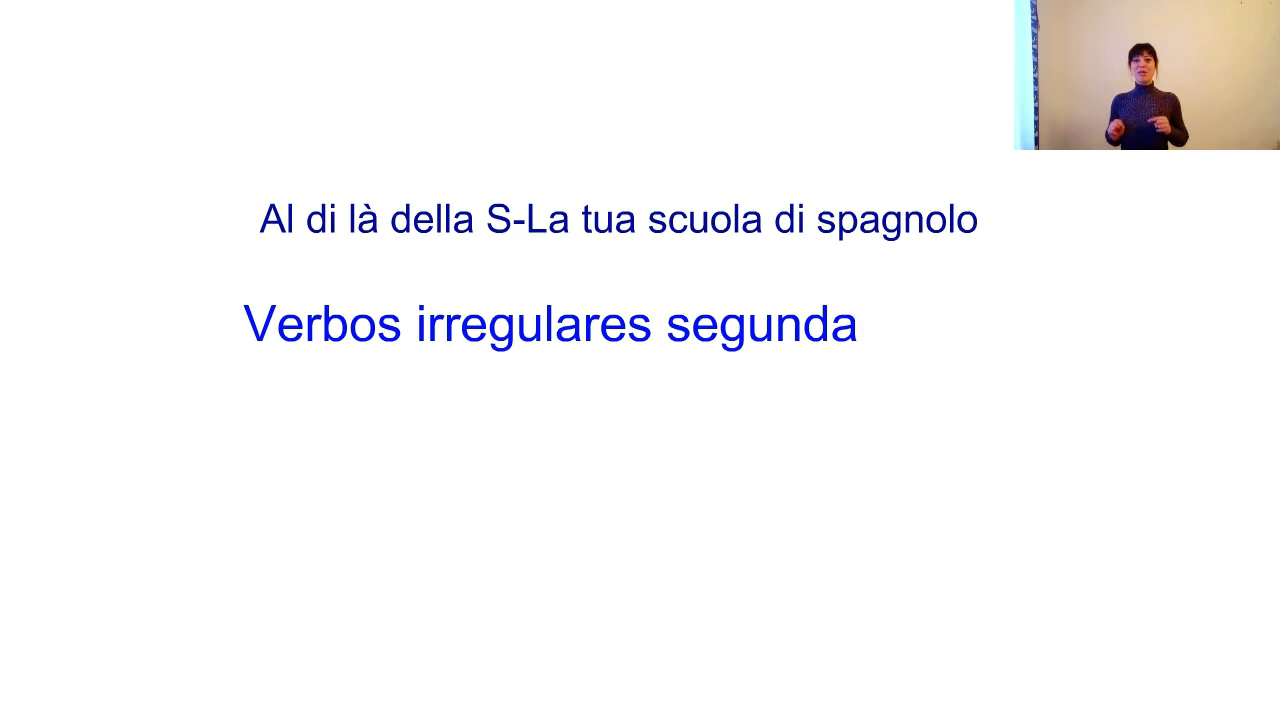 Al di là della S-La tua scuola di spagnolo
Verbos irregulares segunda